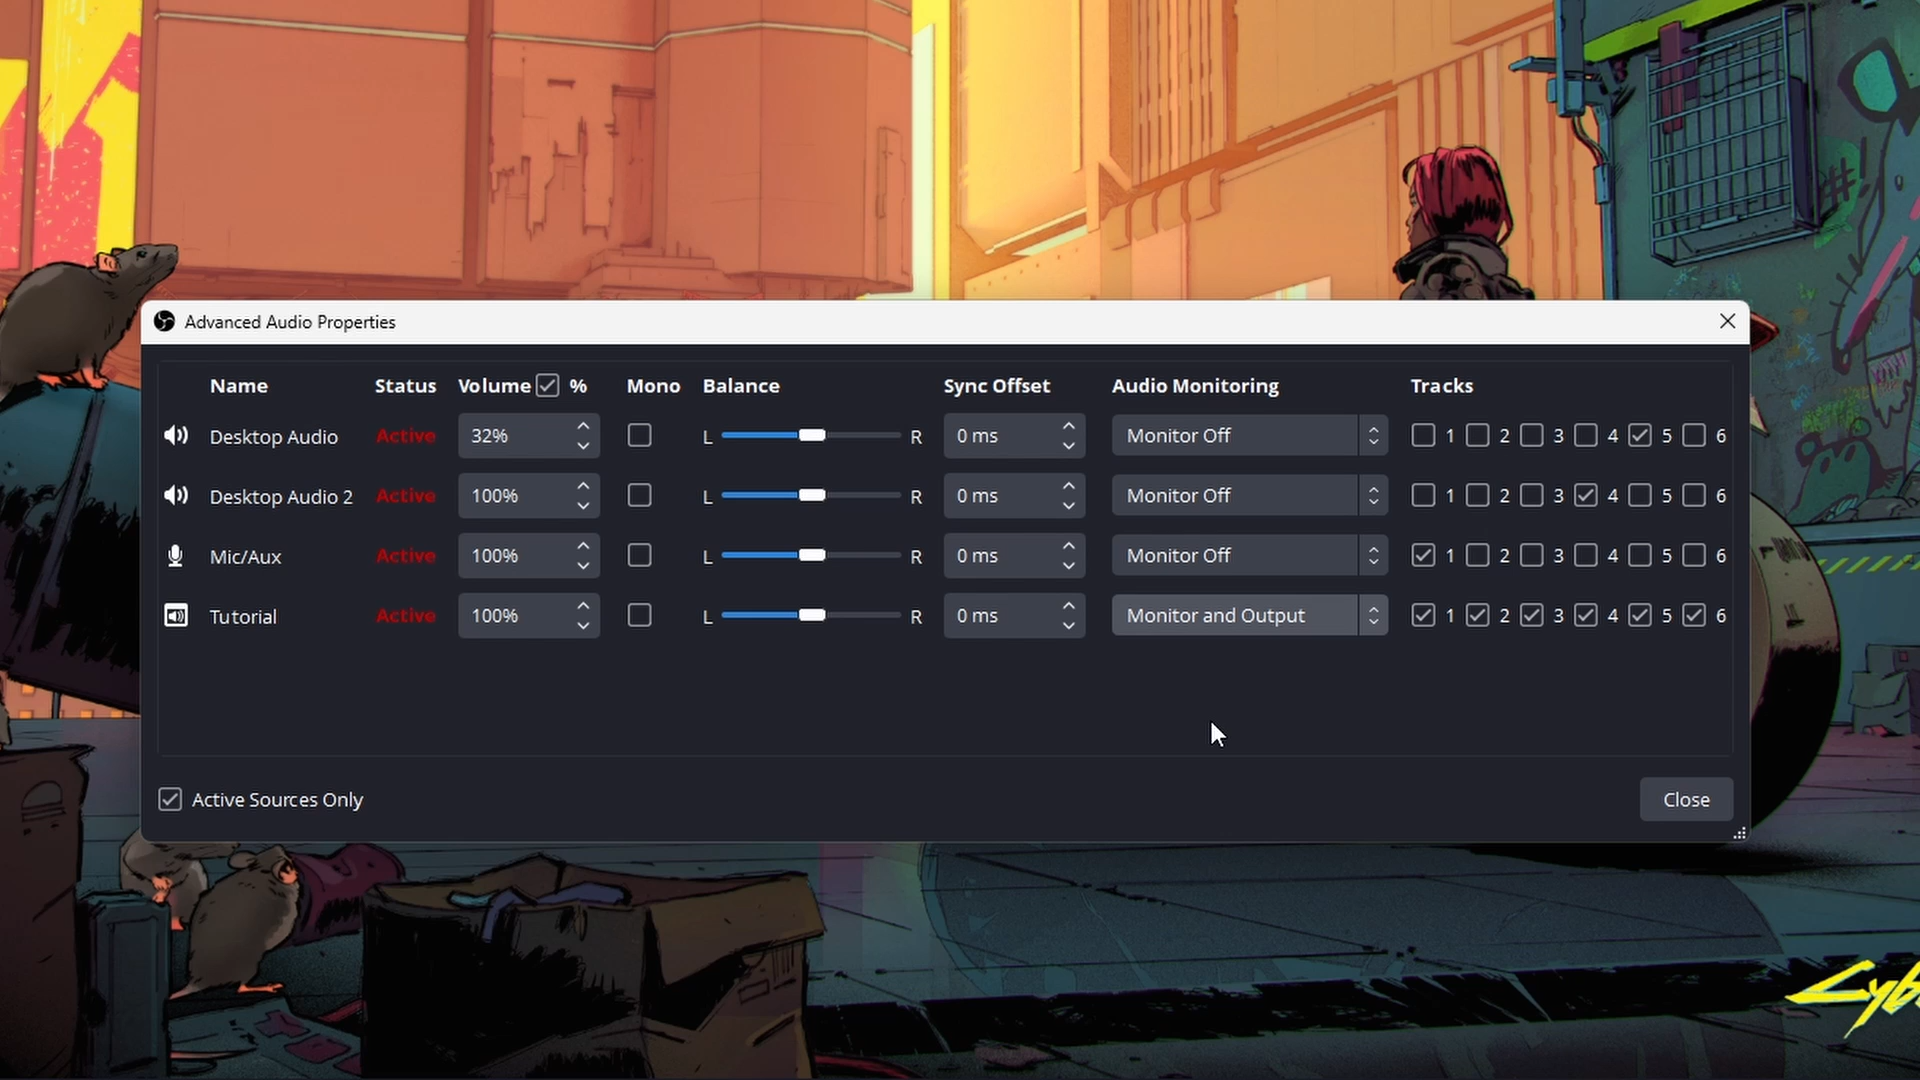 Advanced Audio Properties
Name Status Volume % Mono Balance Sync Offset Audio Monitoring Tracks
Desktop Audio Active 32% L R 0 ms Monitor Off 1 2 3 4 5 6
Desktop Audio 2 Active 100% L R 0 ms Monitor Off 1 2 3 4 5 6
Mic/Aux Active 100% L R 0 ms Monitor Off 1 2 3 4 5 6
Tutorial Active 100% L R 0 ms Monitor and Output 1 2 3 4 5 6
Active Sources Only Close
Cyb